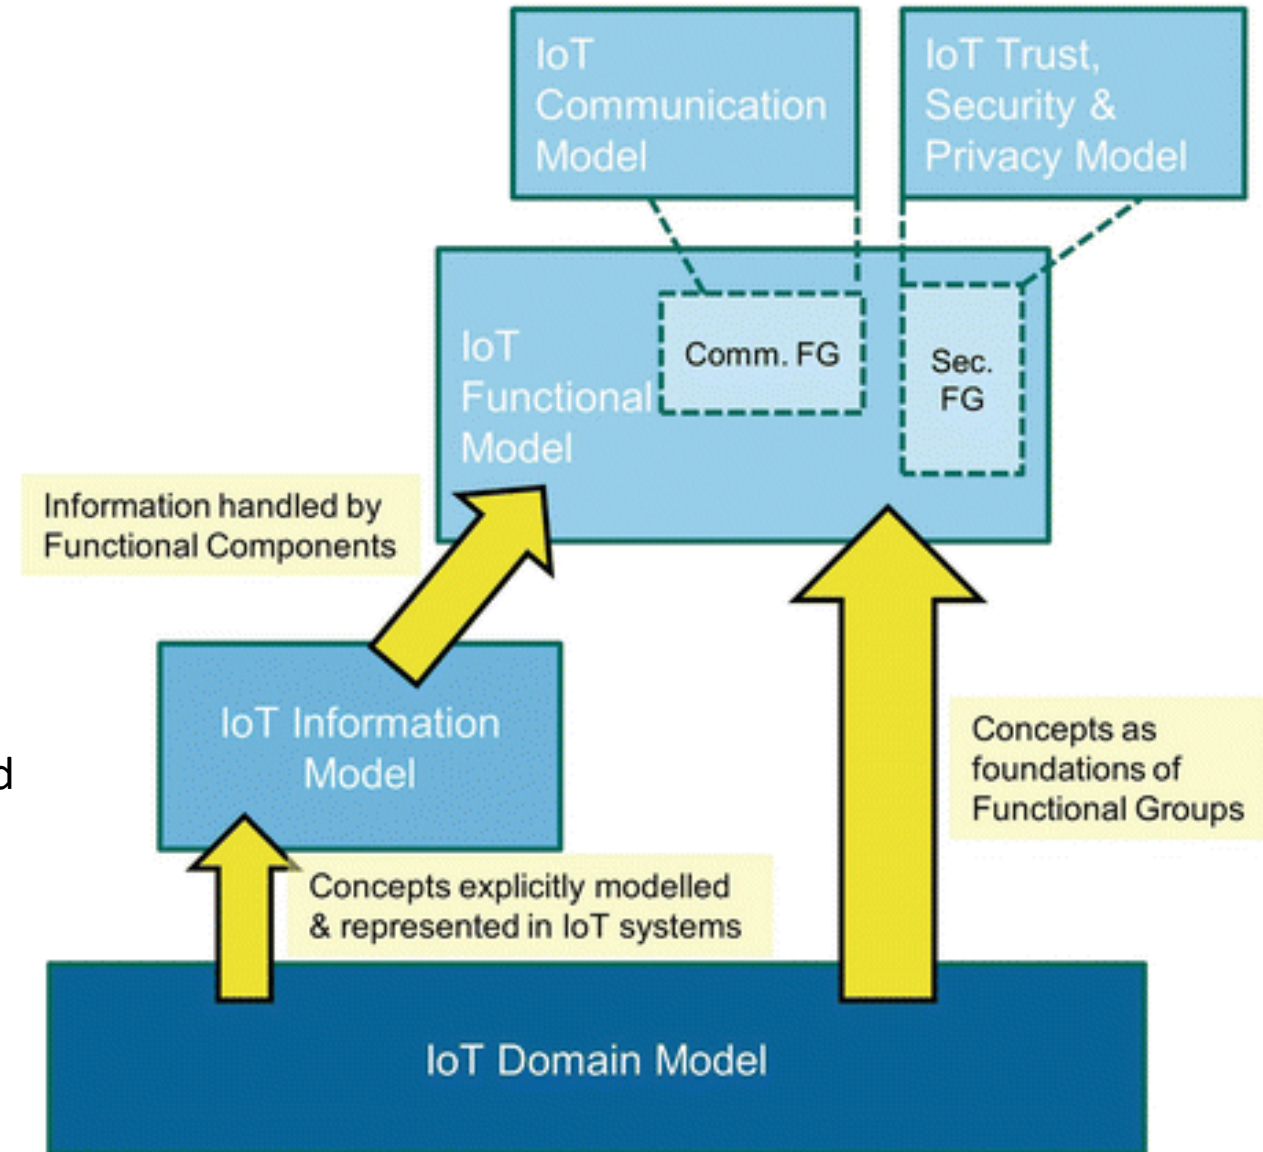 IoT
Communication
Model
IoT Trust,
Security &
Privacy Model
IoT
Functional
Model
Comm. FG
Sec.
FG
Information handled by
Functional Components
IoT Information
Model
d
Concepts as
foundations of
Functional Groups
Concepts explicitly modelled
& represented in IoT systems
IoT Domain Model